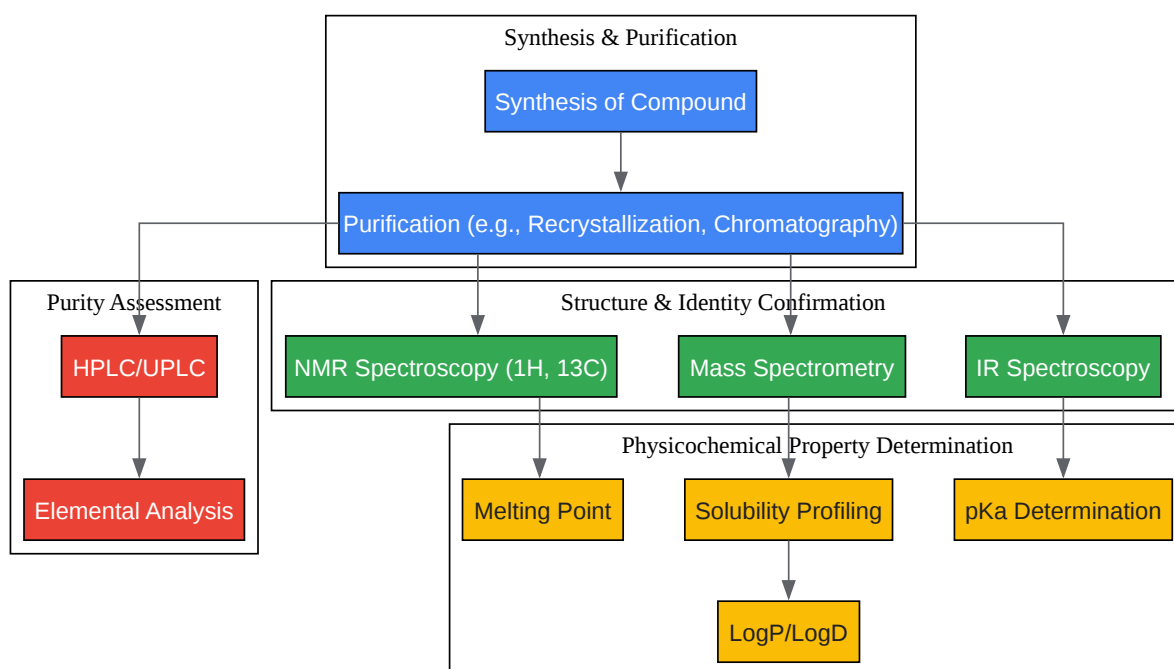 Synthesis & Purification
Synthesis of Compound
Purification (e.g., Recrystallization, Chromatography)
Purity Assessment
Structure & Identity Confirmation
HPLC/UPLC
NMR Spectroscopy (1H, 13C)
Mass Spectrometry
IR Spectroscopy
Physicochemical Property Determination
Elemental Analysis
Melting Point
Solubility Profiling
pKa Determination
LogP/LogD